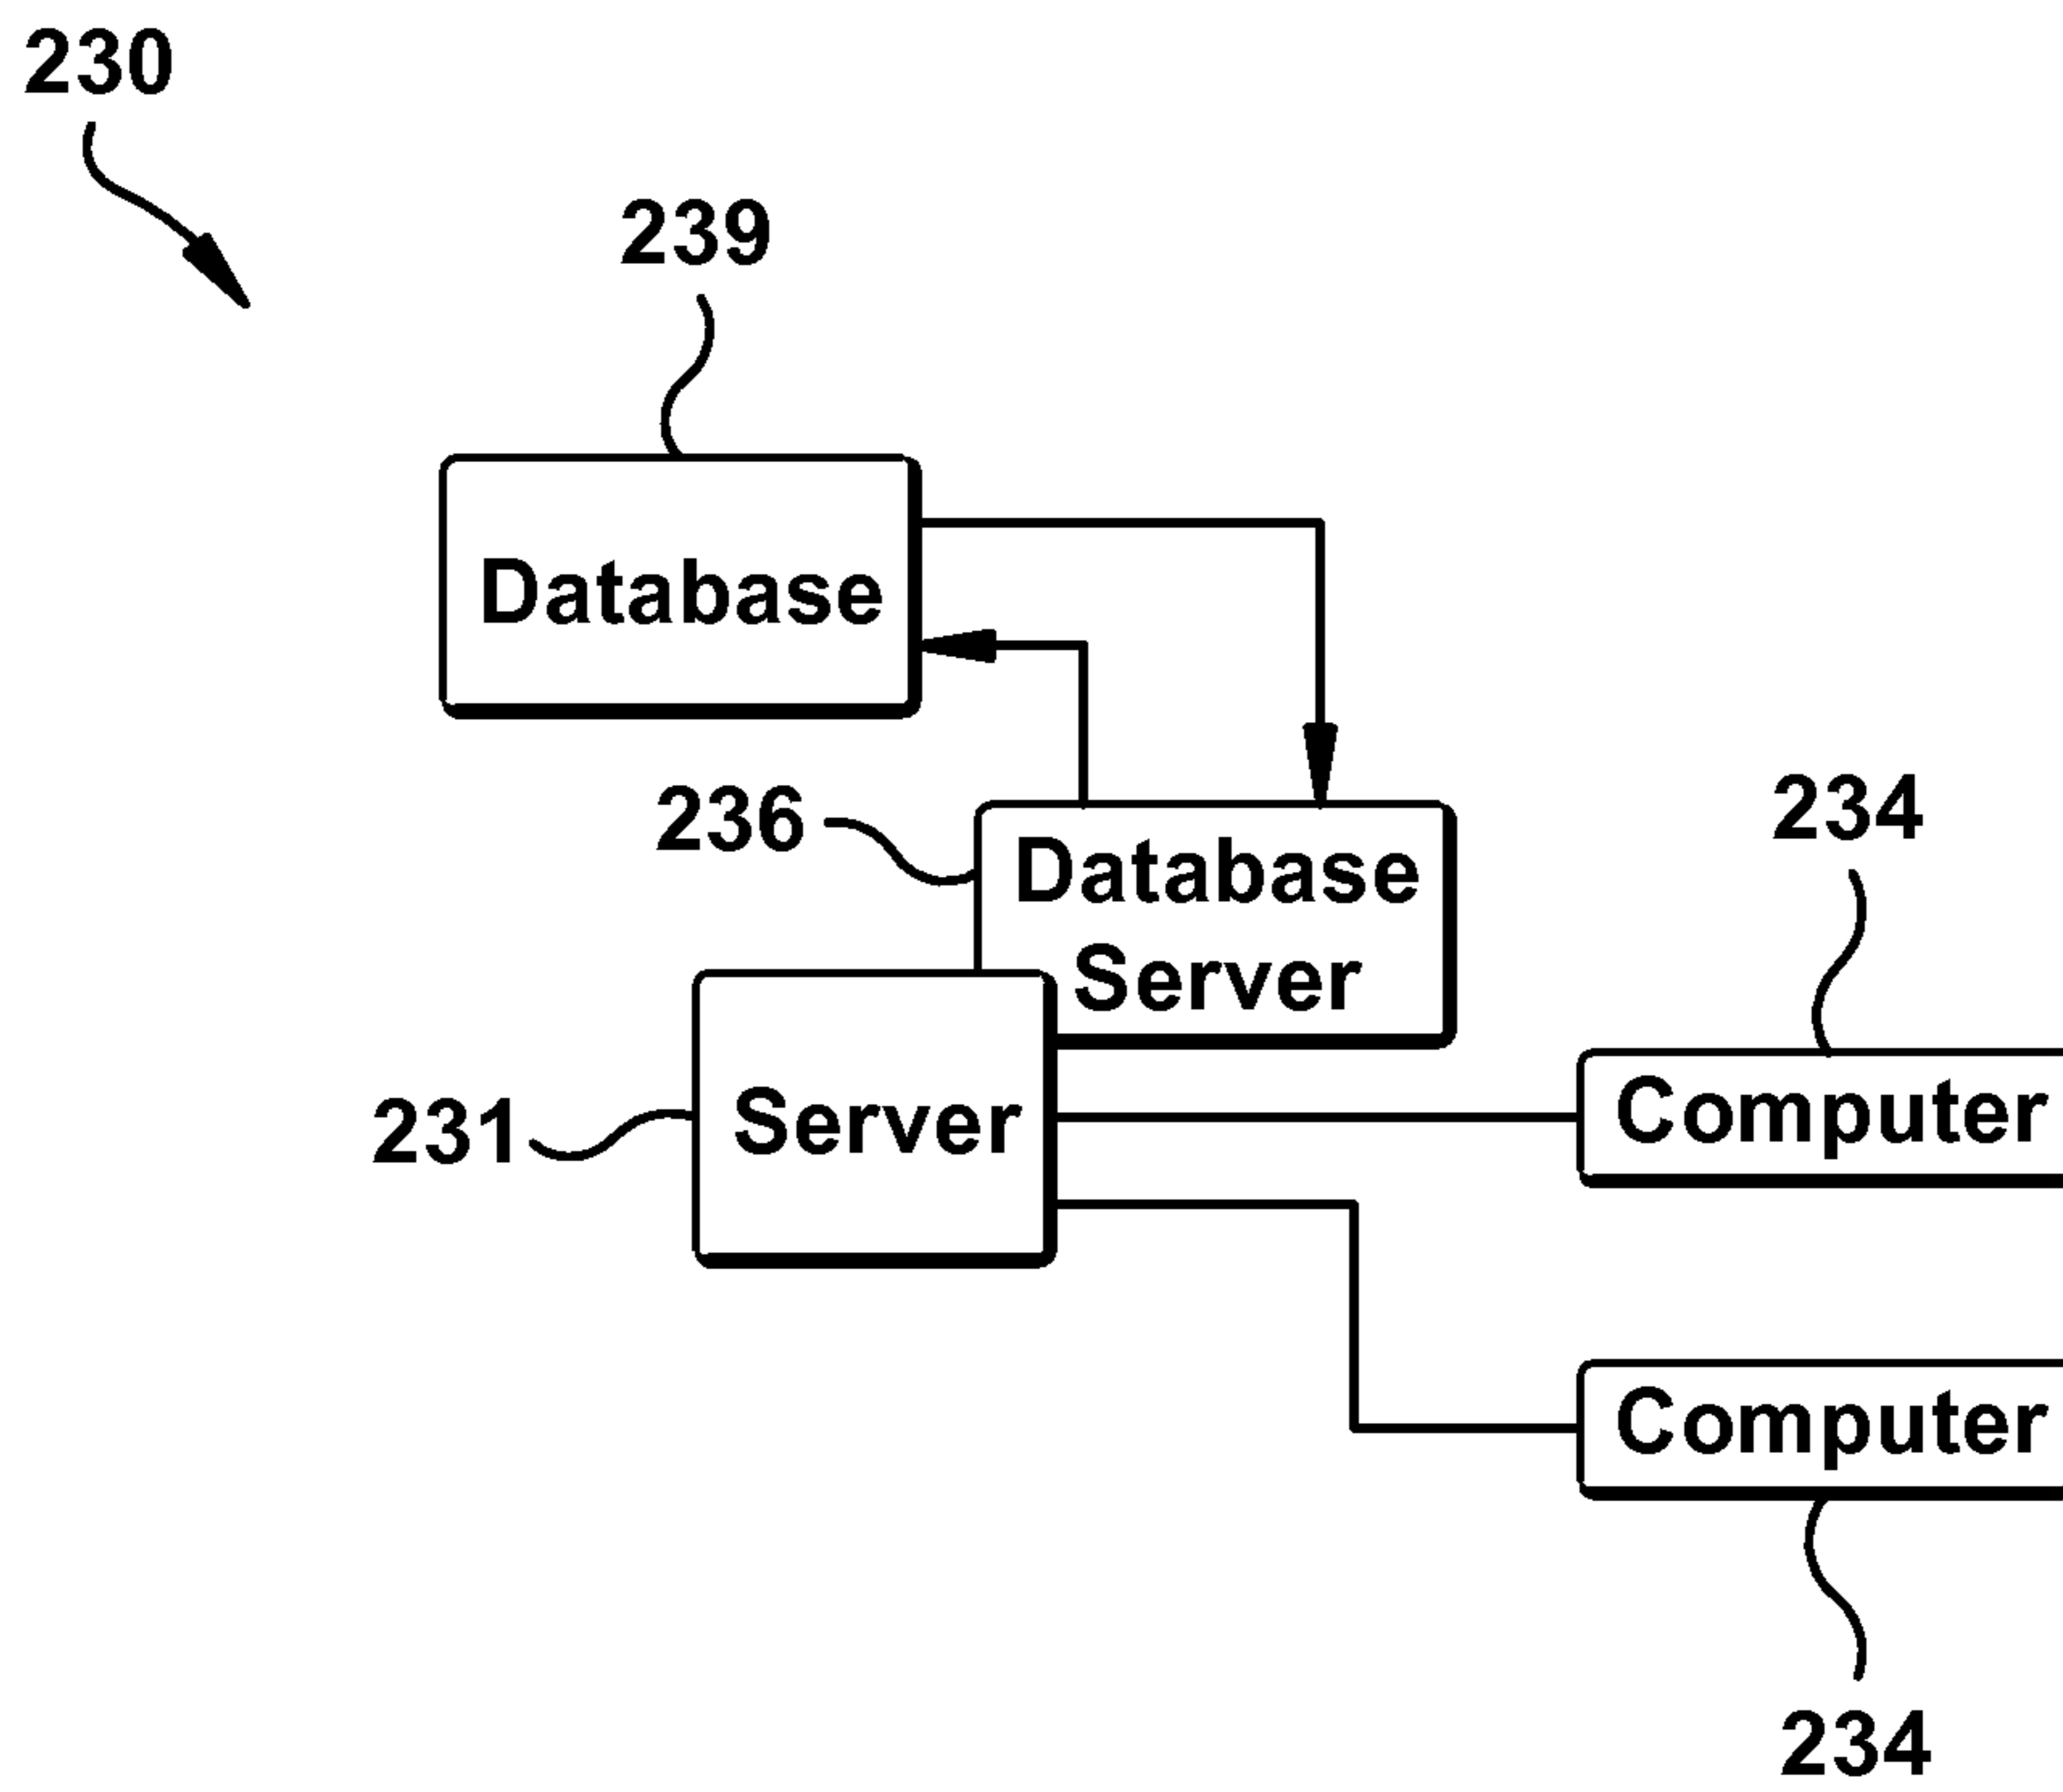 230
239
Database
236
Database
Server
234
231
Server
Computer
Computer
234